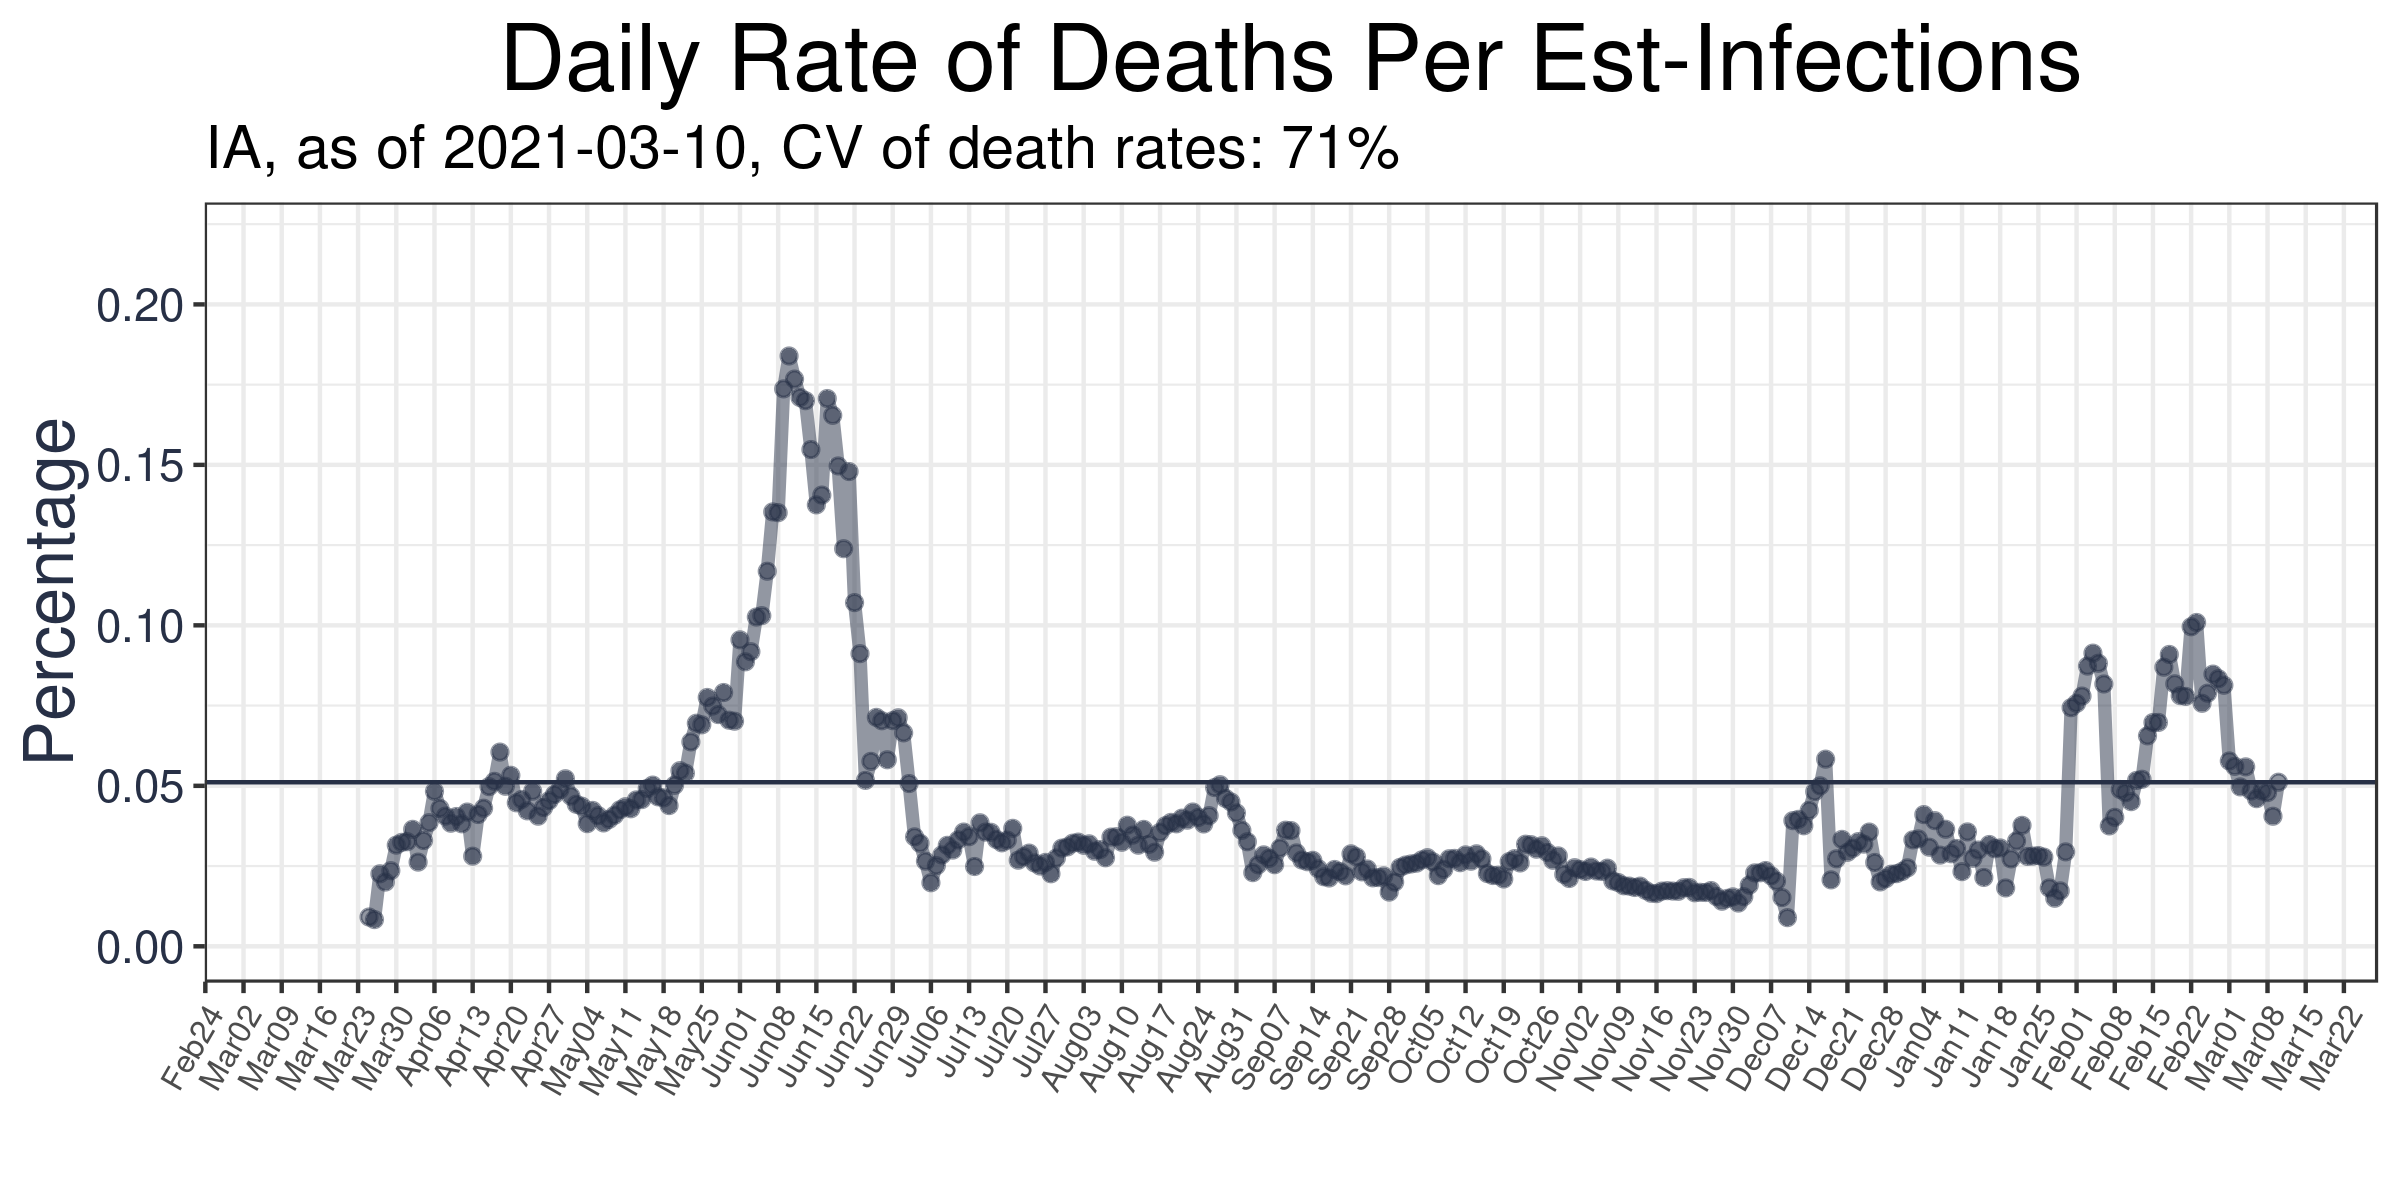 Daily Rate of Deaths Per Est-Infections
IA, as of 2021-03-10, CV of death rates: 71%
Percentage
0.20
0.15
0.10
0.05
0.00
Feb24
Mar02
Mar09
Mar16
Mar23
Mar30
Apr06
Apr13
Apr20
Apr27
May04
May11
May18
May25
Jun01
Jun08
Jun15
Jun22
Jun29
Jul06
Jul13
Jul20
Jul27
Aug03
Aug10
Aug17
Aug24
Aug31
Sep07
Sep14
Sep21
Sep28
Oct05
Oct12
Oct19
Oct26
Nov02
Nov09
Nov16
Nov23
Nov30
Dec07
Dec14
Dec21
Dec28
Jan04
Jan11
Jan18
Jan25
Feb01
Feb08
Feb15
Feb22
Mar01
Mar08
Mar15
Mar22